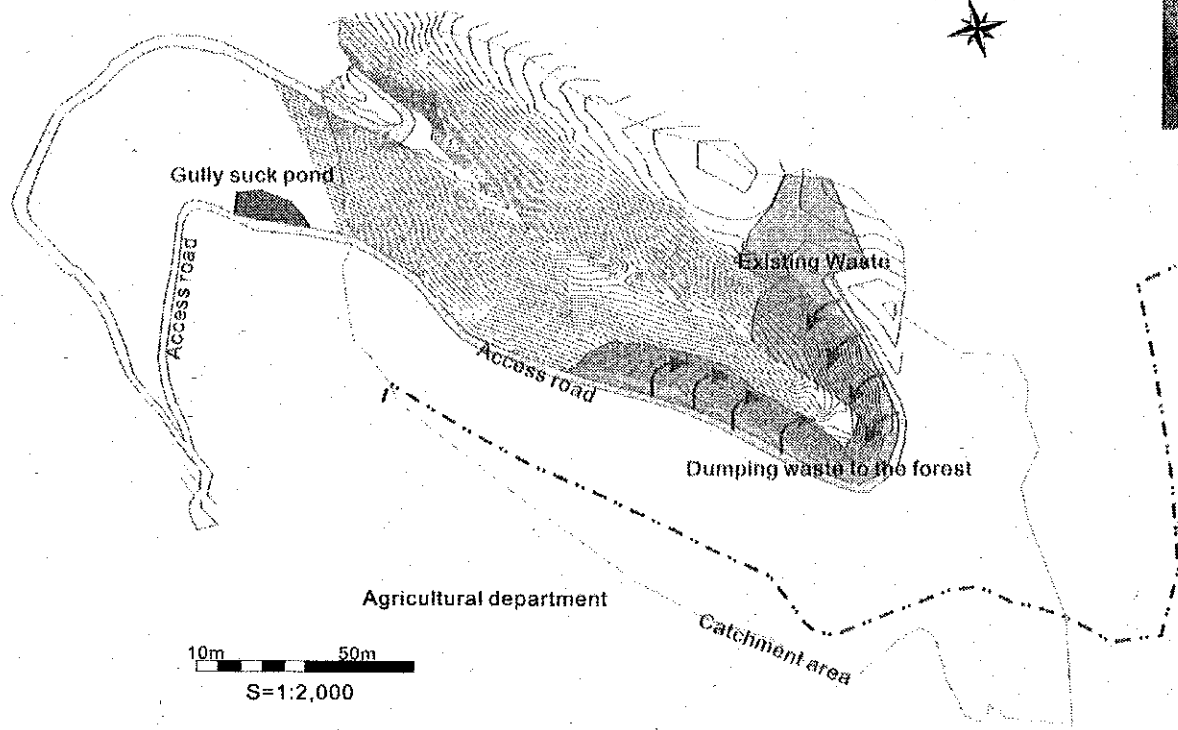 Gully suck pond
Access road
Existing Waste
Access road
Dumping waste to the forest
Agricultural department
Catchment area
10m 50m
S=1:2,000